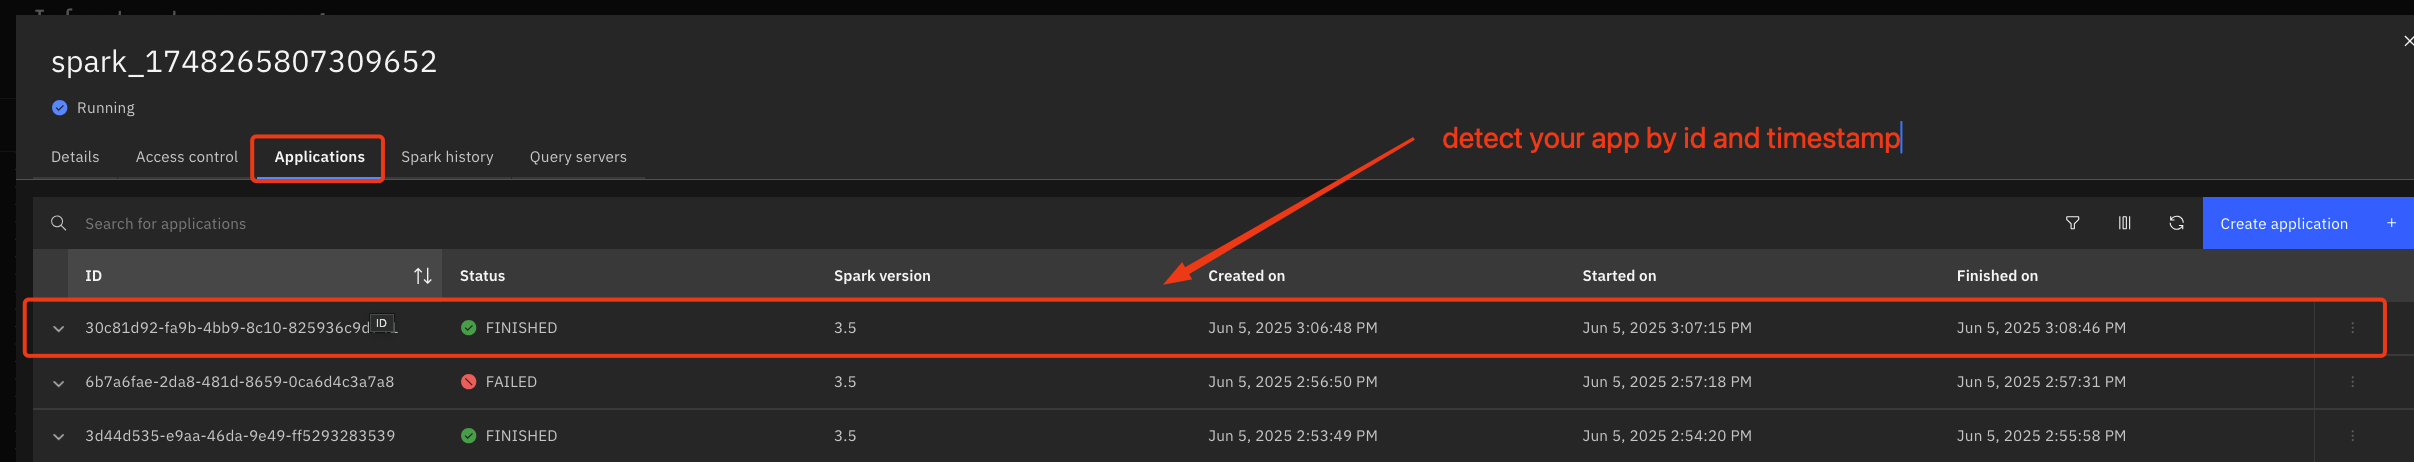 spark_1748265807309652
Running
detect your app by id and timestamp
Details Access control Applications Spark history Query servers
Search for applications
Create application +
ID Status Spark version Created on Started on Finished on
ID
FINISHED 3.5 Jun 5, 2025 3:06:48 PM Jun 5, 2025 3:07:15 PM Jun 5, 2025 3:08:46 PM
6b7a6fae-2da8-481d-8659-0ca6d4c3a7a8 FAILED 3.5 Jun 5, 2025 2:56:50 PM Jun 5, 2025 2:57:18 PM Jun 5, 2025 2:57:31 PM
3d44d535-e9aa-46da-9e49-ff5293283539 FINISHED 3.5 Jun 5, 2025 2:53:49 PM Jun 5, 2025 2:54:20 PM Jun 5, 2025 2:55:58 PM